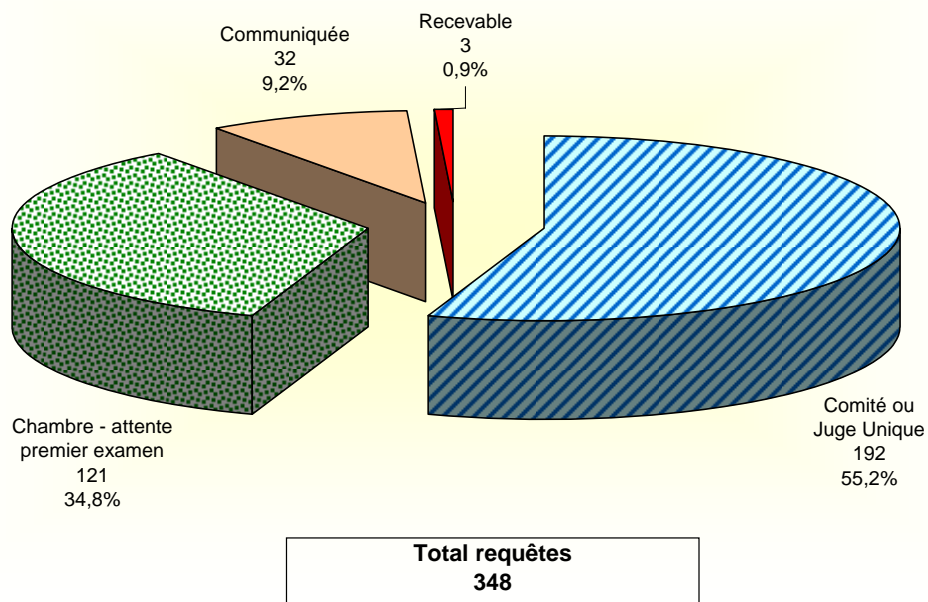 Recevable
3
0,9%
Communiquée
32
9,2%
Comité ou
Juge Unique
192
55,2%
Chambre - attente
premier examen
121
34,8%
Total requêtes
348